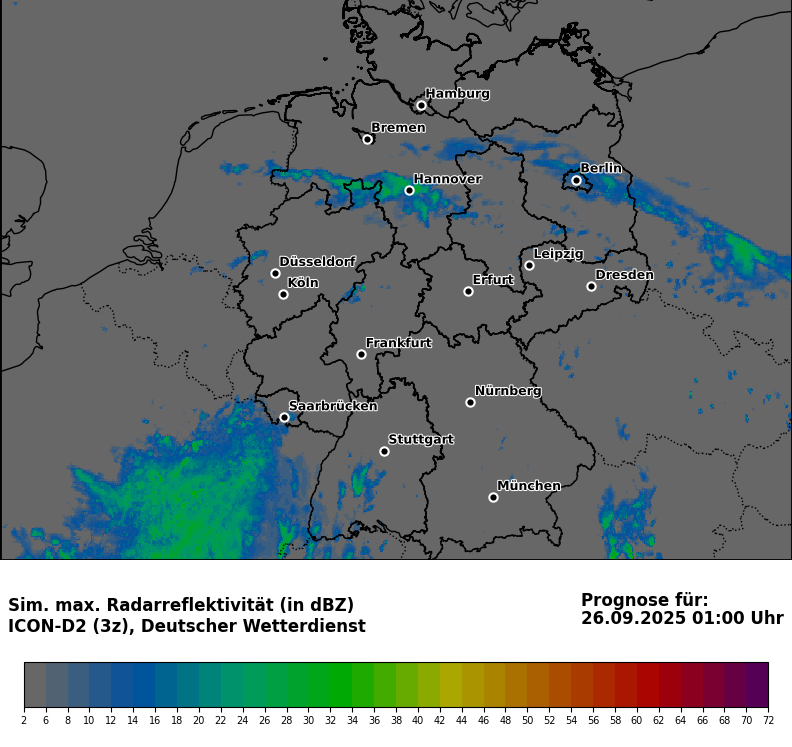 Hamburg
Bremen
Berlin
Hannover
Leipzig
Düsseldorf
Dresden
Köln
Erfurt
Frankfurt
Nürnberg
Saarbrücken
Stuttgart
München
Sim. max. Radarreflektivität (in dBZ)
ICON-D2 (3z), Deutscher Wetterdienst
Prognose für:
26.09.2025 01:00 Uhr
2 6 8 10 12 14 16 18 20 22 24 26 28 30 32 34 36 38 40 42 44 46 48 50 52 54 56 58 60 62 64 66 68 70 72